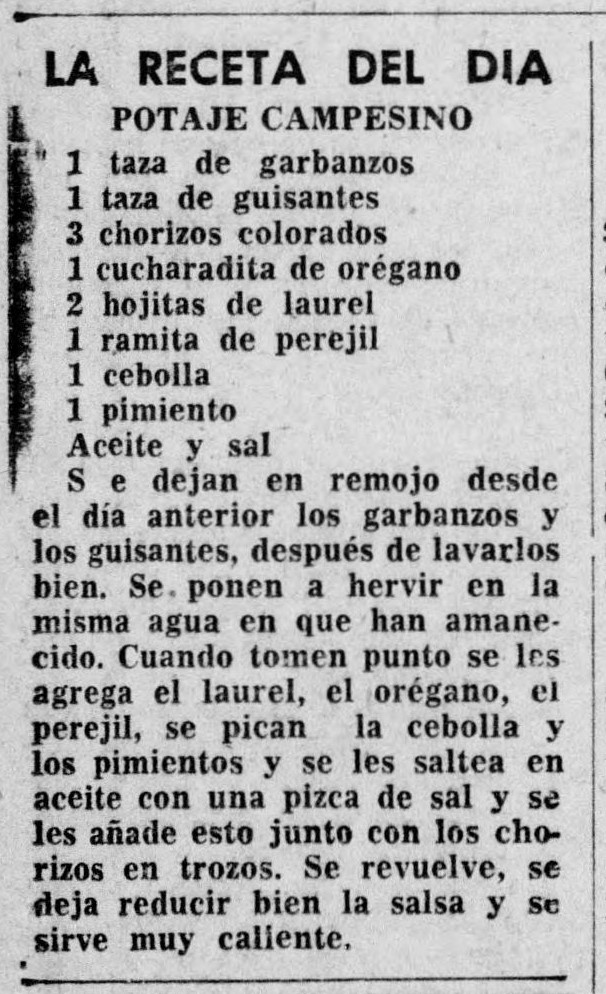 LA RECETA DEL DIA
POTAJE CAMPESINO
1 taza de garbanzos
1 taza de guisantes
3 chorizos colorados
1 cucharadita de orégano
2 hojitas de laurel
1 ramita de perejil
1 cebolla
1 pimiento
Aceite y sal
S e dejan en remojo desde
el día anterior los garbanzos y
los guisantes, después de lavarlos
bien. Se ponen a hervir en la
misma agua en que han amane-
cido. Cuando tomen punto se les
agrega el laurel, el orégano, el
perejil, se pican la cebolla y
los pimientos y se les saltea en
aceite con una pizca de sal y se
les añade esto junto con los cho-
rizos en trozos. Se revuelve, se
deja reducir bien la salsa y se
sirve muy caliente.